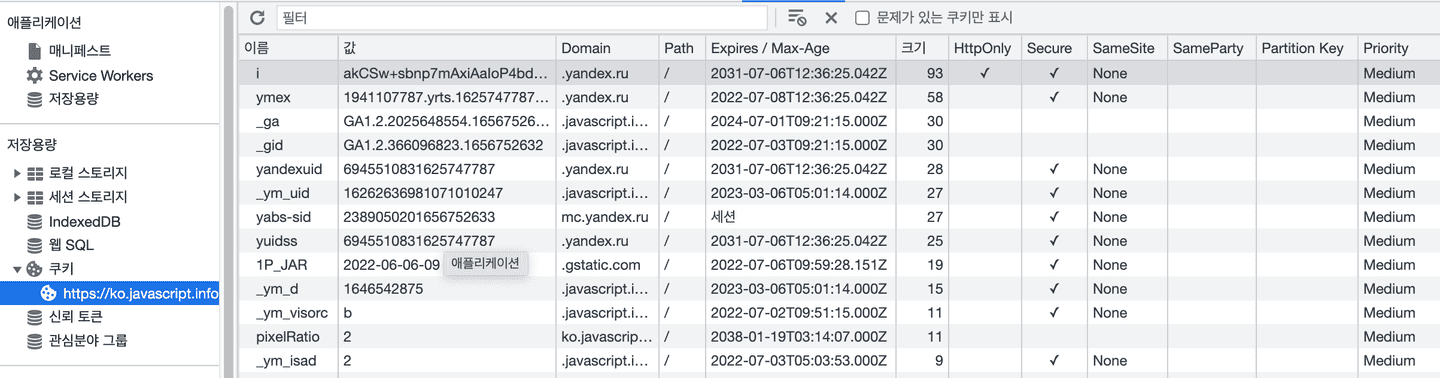 애플리케이션
매니페스트
Service Workers
저장용량
저장용량
로컬 스토리지
세션 스토리지
IndexedDB
웹 SQL
쿠키
https://ko.javascript.info
신뢰 토큰
관심분야 그룹
필터 문제가 있는 쿠키만 표시
이름 값 Domain Path Expires / Max-Age 크기 HttpOnly Secure SameSite SameParty Partition Key Priority
i akCSw+sbnp7mAxiAaIoP4bd... .yandex.ru / 2031-07-06T12:36:25.042Z 93 ✓ ✓ None Medium
ymex 1941107787.yrts.1625747787... .yandex.ru / 2022-07-08T12:36:25.042Z 58 ✓ None Medium
_ga GA1.2.2025648554.16567526... .javascript.i... / 2024-07-01T09:21:15.000Z 30 Medium
_gid GA1.2.366096823.1656752632 .javascript.i... / 2022-07-03T09:21:15.000Z 30 Medium
yandexuid 6945510831625747787 .yandex.ru / 2031-07-06T12:36:25.042Z 28 ✓ None Medium
_ym_uid 16262636981071010247 .javascript.i... / 2023-03-06T05:01:14.000Z 27 ✓ None Medium
yabs-sid 2389050201656752633 mc.yandex.ru / 세션 27 ✓ None Medium
yuidss 6945510831625747787 .yandex.ru / 2031-07-06T12:36:25.042Z 25 ✓ None Medium
1P_JAR 2022-06-06-09 .gstatic.com / 2022-07-06T09:59:28.151Z 19 ✓ None Medium
애플리케이션
_ym_d 1646542875 .javascript.i... / 2023-03-06T05:01:14.000Z 15 ✓ None Medium
_ym_visorc b .javascript.i... / 2022-07-02T09:51:15.000Z 11 ✓ None Medium
pixelRatio 2 ko.javascrip... / 2038-01-19T03:14:07.000Z 11 Medium
_ym_isad 2 .javascript.i... / 2022-07-03T05:03:53.000Z 9 ✓ None Medium